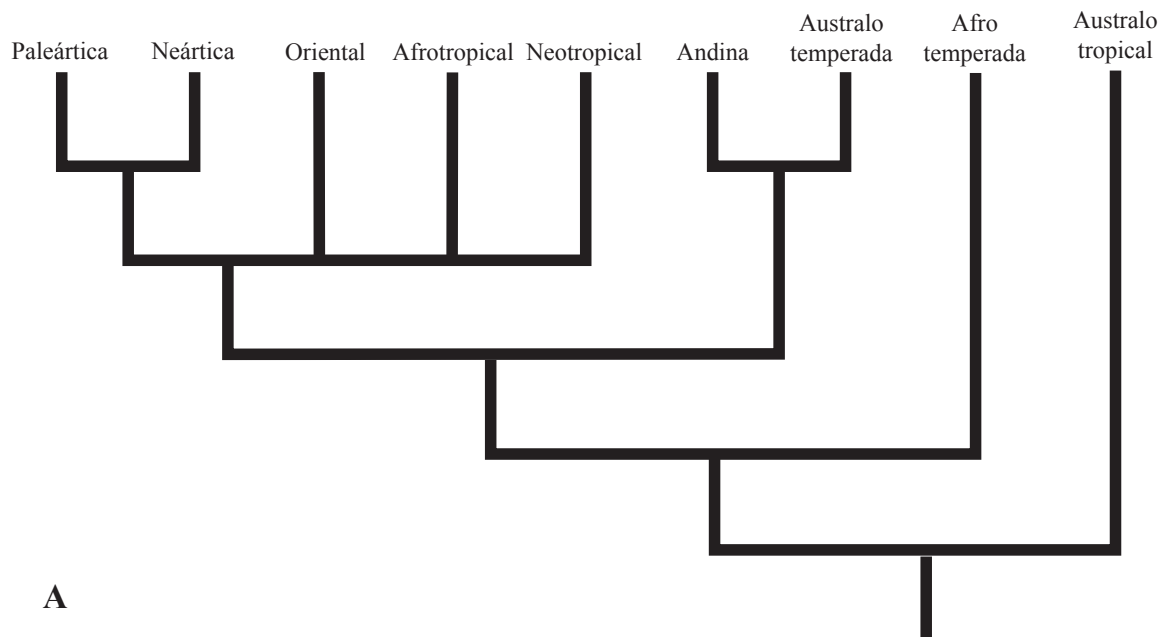 Paleártica
Neártica
Oriental
Afrotropical
Neotropical
Andina
Australo
temperada
Afro
temperada
Australo
tropical
A